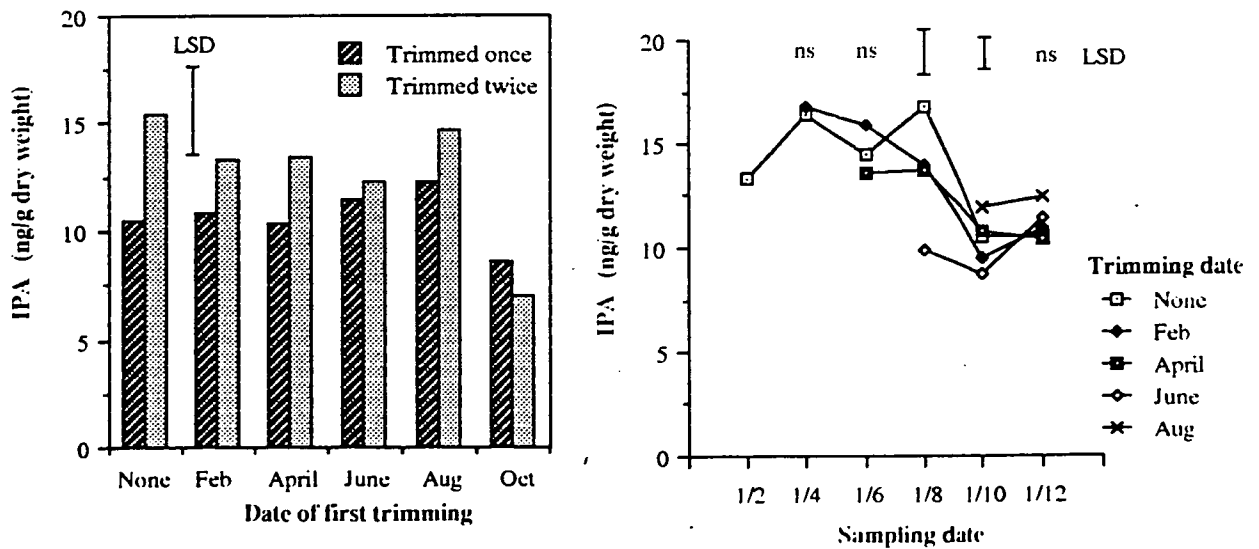 20
15
10
5
0
IPA (ng/g dry weight)
LSD
Trimmed once
Trimmed twice
None Feb April June Aug Oct
Date of first trimming
20
15
10
5
0
IPA (ng/g dry weight)
ns ns ns LSD
Trimming date
None
Feb
April
June
Aug
1/2 1/4 1/6 1/8 1/10 1/12
Sampling date